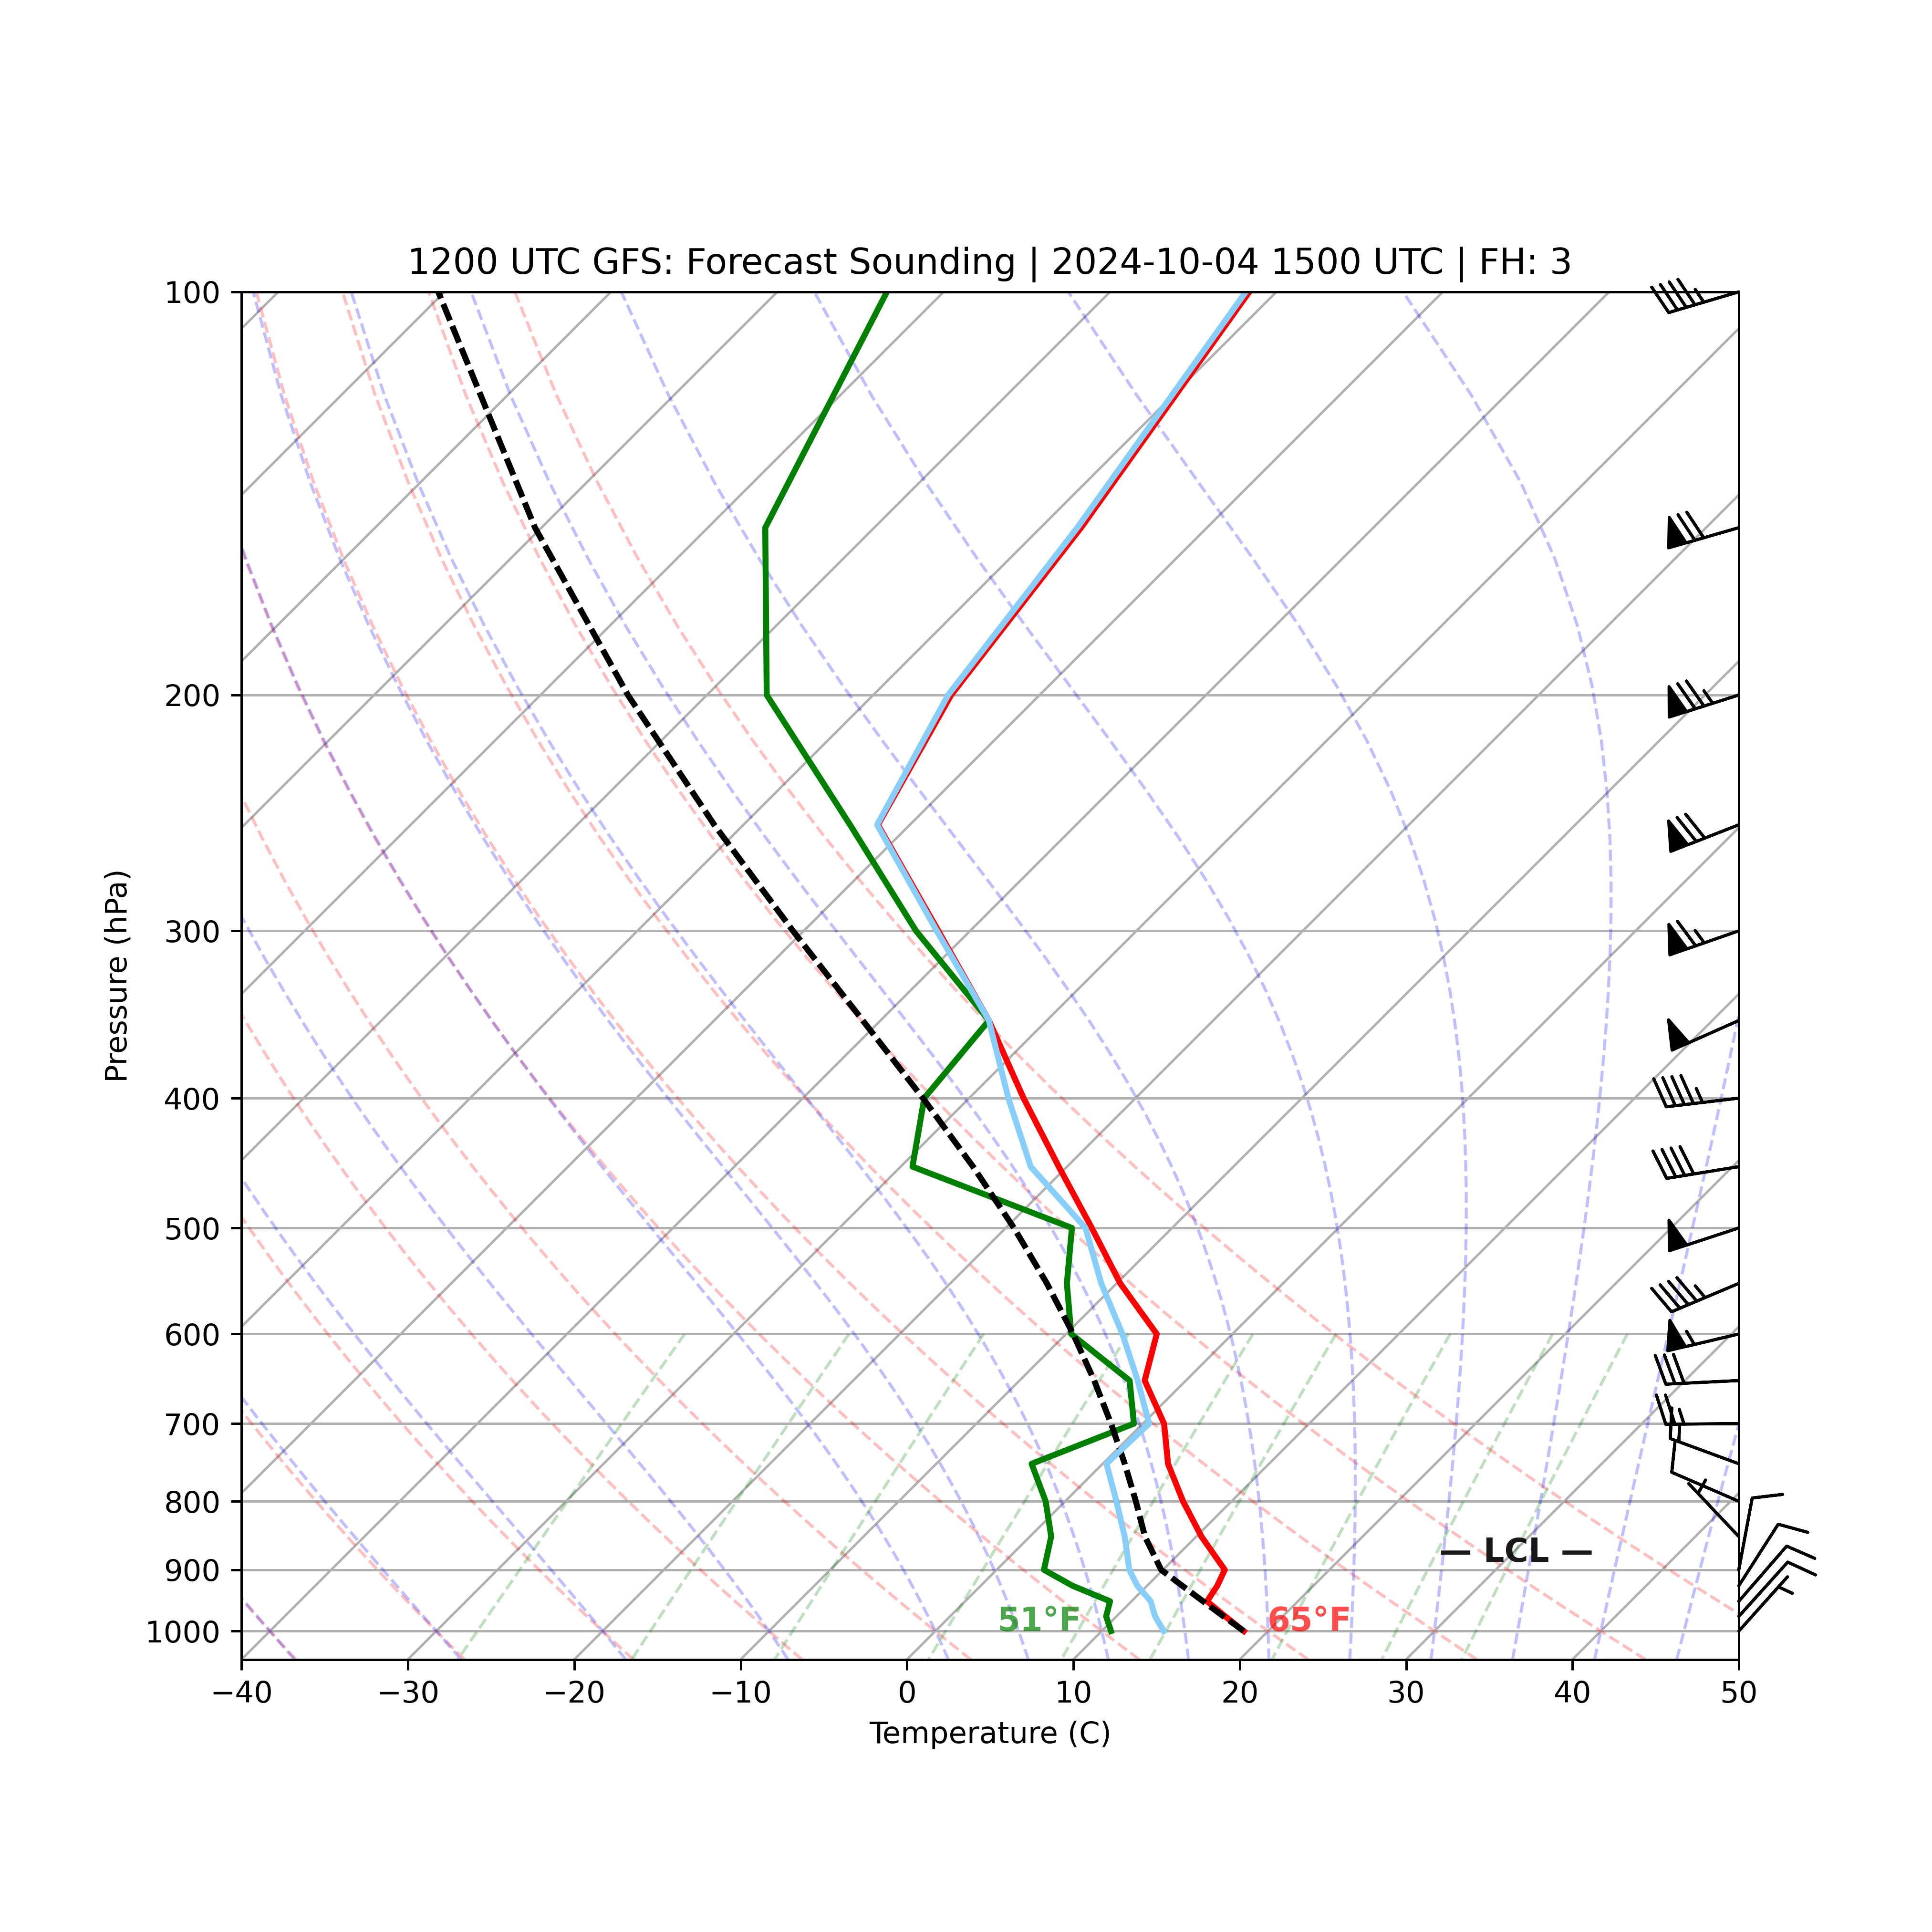 1200 UTC GFS: Forecast Sounding | 2024-10-04 1500 UTC | FH: 3
100
200
300
400
500
600
700
800
900
1000
Pressure (hPa)
— LCL —
51°F
65°F
−40 −30 −20 −10 0 10 20 30 40 50
Temperature (C)